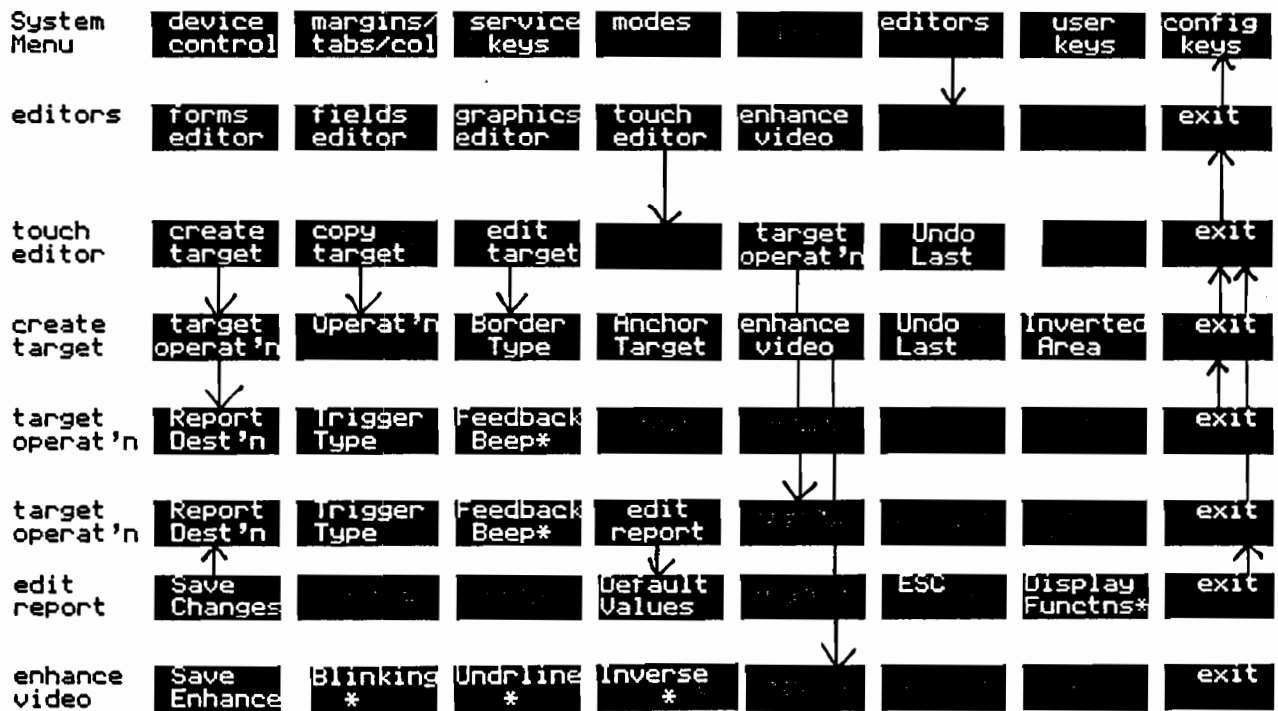 System device margins/ service modes editors user config
Menu control tabs/col keys keys keys
editors forms fields graphics touch enhance exit
editor editor editor editor video
touch create copy edit target Undo exit
editor target target target operat'n Last
create target Operat'n Border Anchor enhance Undo Inverted exit
target operat'n Type Target video Last Area
target Report Trigger Feedback exit
operat'n Dest'n Type Beep*
target Report Trigger Feedback edit exit
operat'n Dest'n Type Beep* report
edit Save Default ESC Display exit
report Changes Values Functns*
enhance Save Blinking Undrline Inverse exit
video Enhance * * *